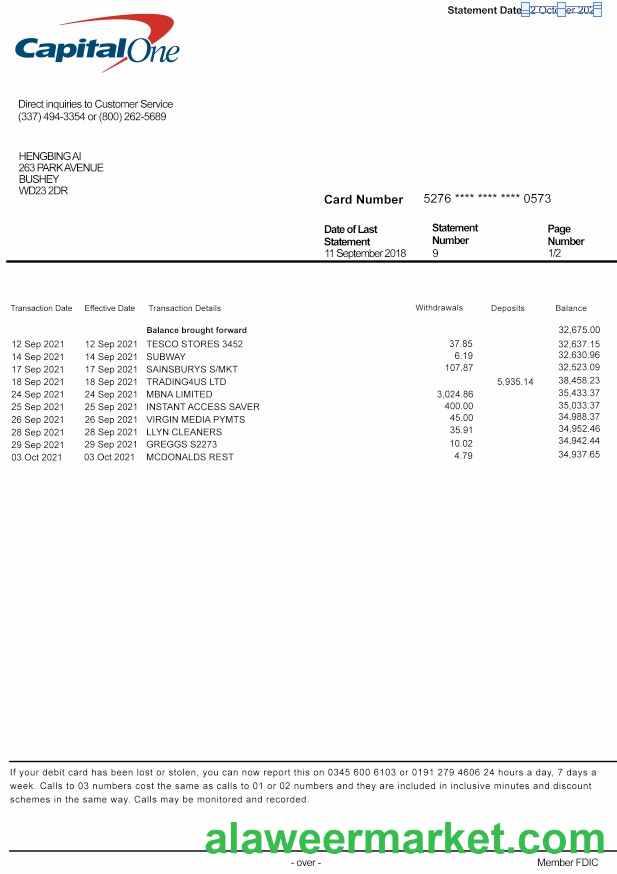 Statement Date 2 October 202
CapitalOne
Direct inquiries to Customer Service
(337) 494-3354 or (800) 262-5689
HENGBING AI
263 PARK AVENUE
BUSHEY
WD23 2DR
Card Number 5276 **** **** **** 0573
Date of Last Statement Page
Statement Number Number
11 September 2018 9 1/2
Transaction Date Effective Date Transaction Details Withdrawals Deposits Balance
Balance brought forward 32,675.00
12 Sep 2021 12 Sep 2021 TESCO STORES 3452 37.85 32,637.15
14 Sep 2021 14 Sep 2021 SUBWAY 6.19 32,630.96
17 Sep 2021 17 Sep 2021 SAINSBURYS S/MKT 107.87 32,523.09
18 Sep 2021 18 Sep 2021 TRADING4US LTD 5,935.14 38,458.23
24 Sep 2021 24 Sep 2021 MBNA LIMITED 3,024.86 35,433.37
25 Sep 2021 25 Sep 2021 INSTANT ACCESS SAVER 400.00 35,033.37
26 Sep 2021 26 Sep 2021 VIRGIN MEDIA PYMTS 45.00 34,988.37
28 Sep 2021 28 Sep 2021 LLYN CLEANERS 35.91 34,952.46
29 Sep 2021 29 Sep 2021 GREGGS S2273 10.02 34,942.44
03 Oct 2021 03 Oct 2021 MCDONALDS REST 4.79 34,937.65
If your debit card has been lost or stolen, you can now report this on 0345 600 6103 or 0191 279 4606 24 hours a day, 7 days a
week. Calls to 03 numbers cost the same as calls to 01 or 02 numbers and they are included in inclusive minutes and discount
schemes in the same way. Calls may be monitored and recorded.
alaweermarket.com
- over - Member FDIC